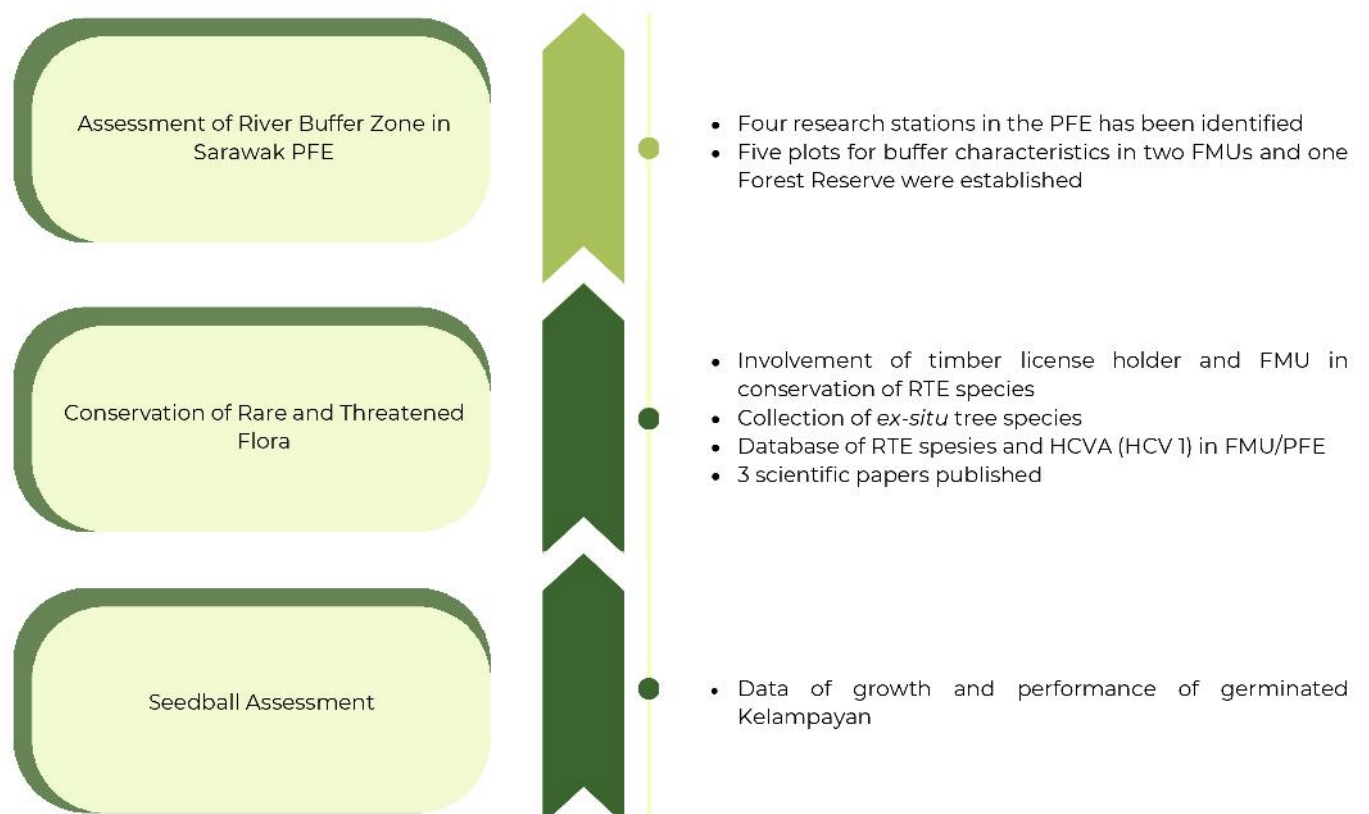 Assessment of River Buffer Zone in
Sarawak PFE
• Four research stations in the PFE has been identified
• Five plots for buffer characteristics in two FMUs and one
Forest Reserve were established
Conservation of Rare and Threatened
Flora
• Involvement of timber license holder and FMU in
conservation of RTE species
• Collection of ex-situ tree species
• Database of RTE spesies and HCVA (HCV 1) in FMU/PFE
• 3 scientific papers published
Seedball Assessment
• Data of growth and performance of germinated
Kelampayan